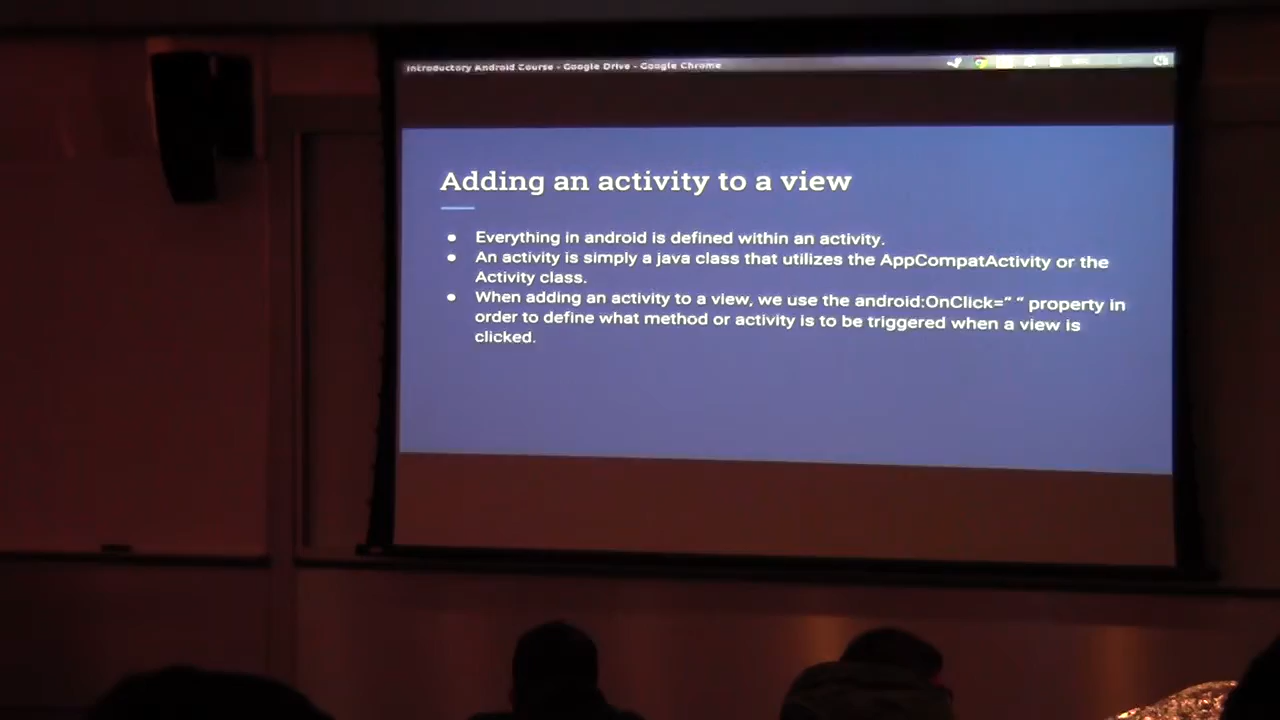 Introductory Android Course - Google Drive - Google Chrome
Adding an activity to a view
● Everything in android is defined within an activity.
● An activity is simply a java class that utilizes the AppCompatActivity or the
Activity class.
● When adding an activity to a view, we use the android:OnClick=” “ property in
order to define what method or activity is to be triggered when a view is
clicked.